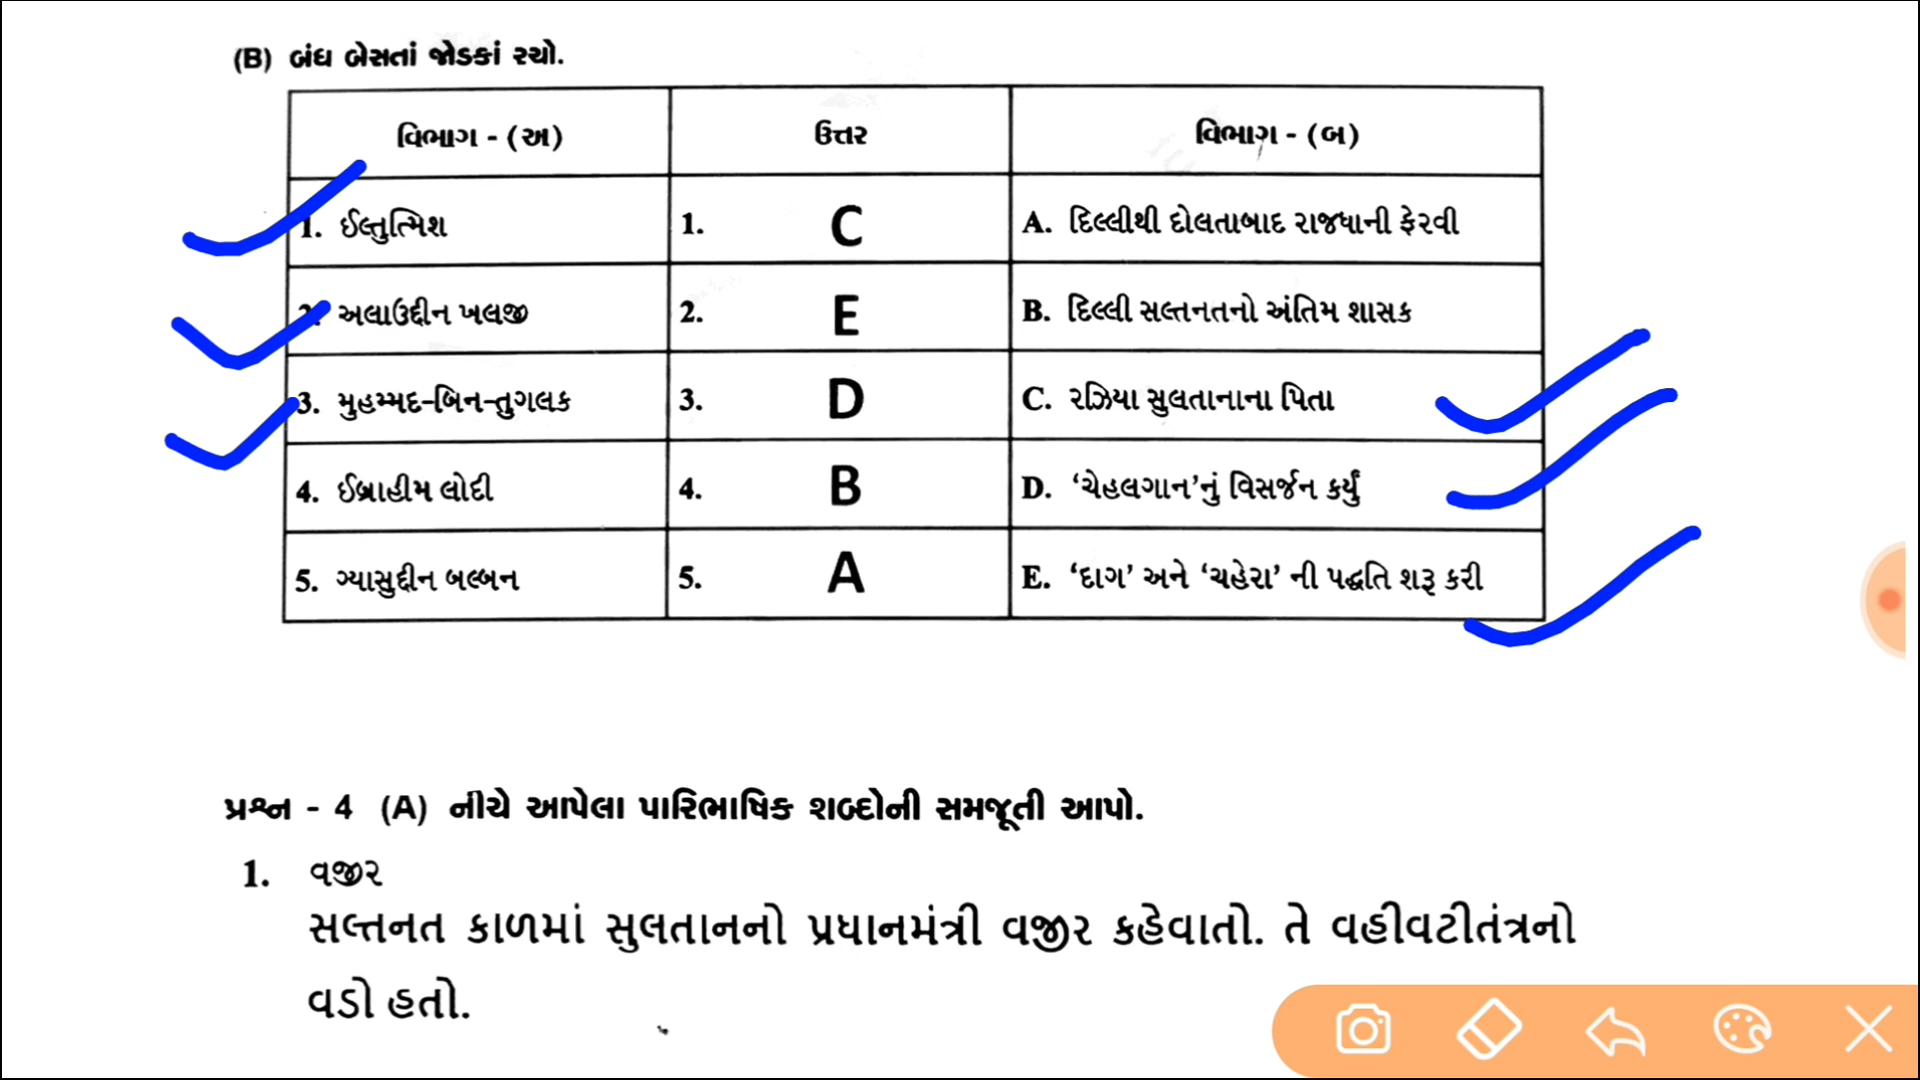 (B) બંધ બેસતાં જોડકાં રચો.
વિભાગ - (અ) ઉત્તર વિભાગ - (બ)
1. ઈલ્તુત્મિશ 1. C A. દિલ્લીથી દોલતાબાદ રાજધાની ફેરવી
2. અલાઉદ્દીન ખલજી 2. E B. દિલ્લી સલ્તનતનો અંતિમ શાસક
3. મુહમ્મદ-બિન-તુગલક 3. D C. રઝિયા સુલતાનાના પિતા
4. ઈબ્રાહીમ લોદી 4. B D. ‘ચેહલગાન’નું વિસર્જન કર્યું
5. ગ્યાસુદ્દીન બલ્બન 5. A E. ‘દાગ’ અને ‘ચહેરા’ ની પદ્ધતિ શરૂ કરી
પ્રશ્ન - 4 (A) નીચે આપેલા પારિભાષિક શબ્દોની સમજૂતી આપો.
1. વજીર
સલ્તનત કાળમાં સુલતાનનો પ્રધાનમંત્રી વજીર કહેવાતો. તે વહીવટીતંત્રનો
વડો હતો.